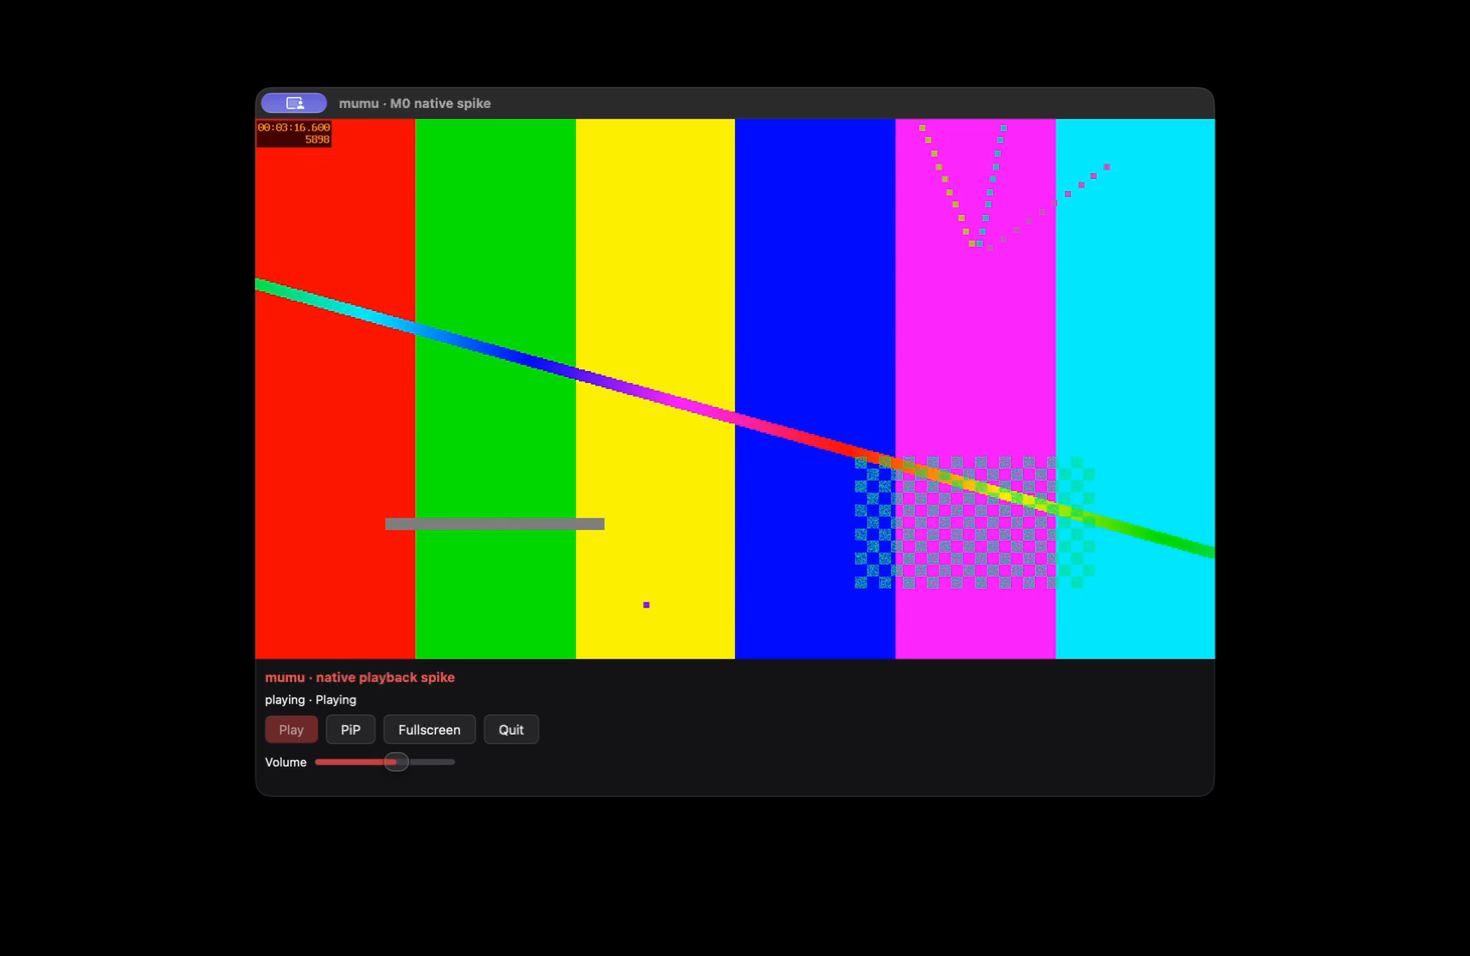 mumu · M0 native spike
00:03:16.600
5898
mumu · native playback spike
playing · Playing
Play PiP Fullscreen Quit
Volume